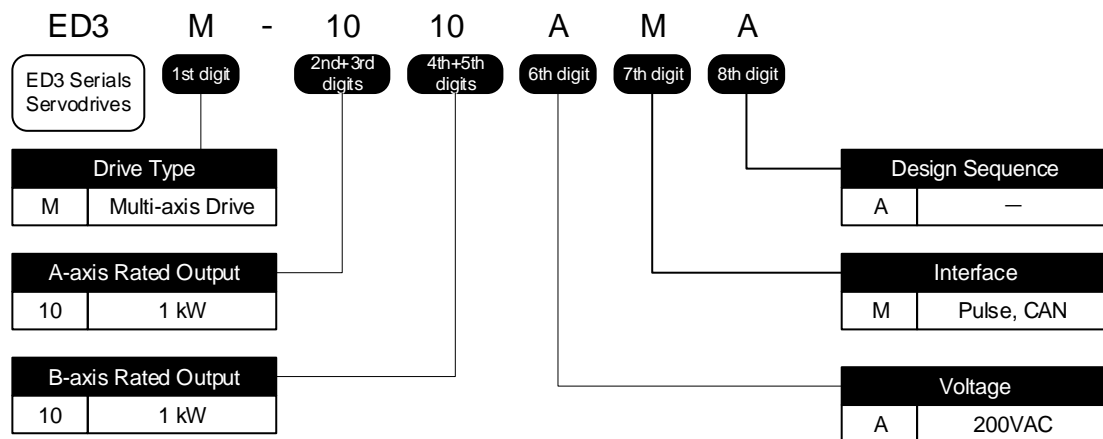 ED3 M - 10 10 A M A
ED3 Serials
Servodrives
1st digit
2nd+3rd
digits
4th+5th
digits
6th digit
7th digit
8th digit
Drive Type
M Multi-axis Drive
A-axis Rated Output
10 1 kW
B-axis Rated Output
10 1 kW
Design Sequence
A —
Interface
M Pulse, CAN
Voltage
A 200VAC